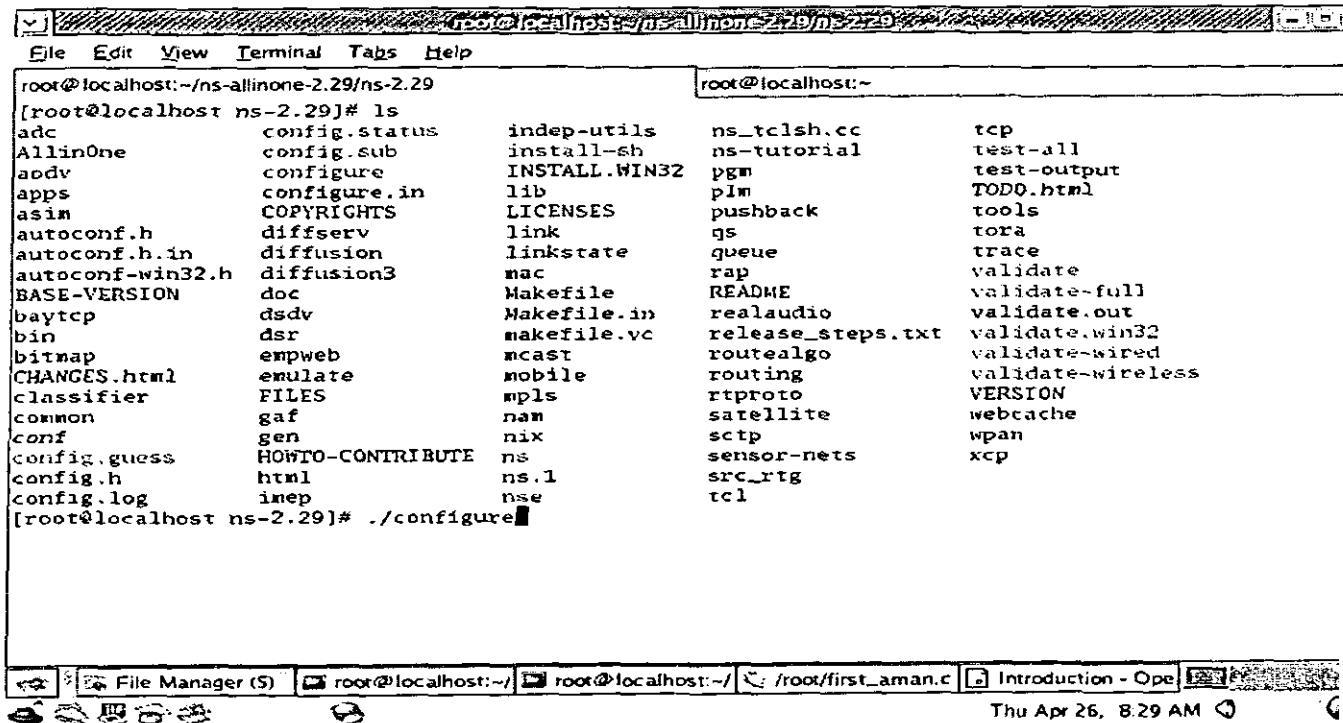 root@localhost:~/ns-allinone-2.29/ns-2.29
File Edit View Terminal Tabs Help
root@localhost:~/ns-allinone-2.29/ns-2.29 root@localhost:~
[root@localhost ns-2.29]# ls
adc config.status indep-utils ns_tclsh.cc tcp
AllinOne config.sub install-sh ns-tutorial test-all
aodv configure INSTALL.WIN32 pgm test-output
apps configure.in lib plm TODO.html
asim COPYRIGHTS LICENSES pushback tools
autoconf.h diffserv link qs tora
autoconf.h.in diffusion linkstate queue trace
autoconf-win32.h diffusion3 mac rap validate
BASE-VERSION doc Makefile README validate-full
baytcp dsdv Makefile.in realaudio validate.out
bin dsr makefile.vc release_steps.txt validate.win32
bitmap empweb mcast routealgo validate-wired
CHANGES.html emulate mobile routing validate-wireless
classifier FILES mpls rtproto VERSION
common gaf nam satellite webcache
conf gen nix sctp wpan
config.guess HOWTO-CONTRIBUTE ns sensor-nets xcp
config.h html ns.1 src_rtg
config.log imep nse tcl
[root@localhost ns-2.29]# ./configure
File Manager (5) root@localhost:~/ root@localhost:~/ /root/first_aman.c Introduction - Ope
Thu Apr 26, 8:29 AM